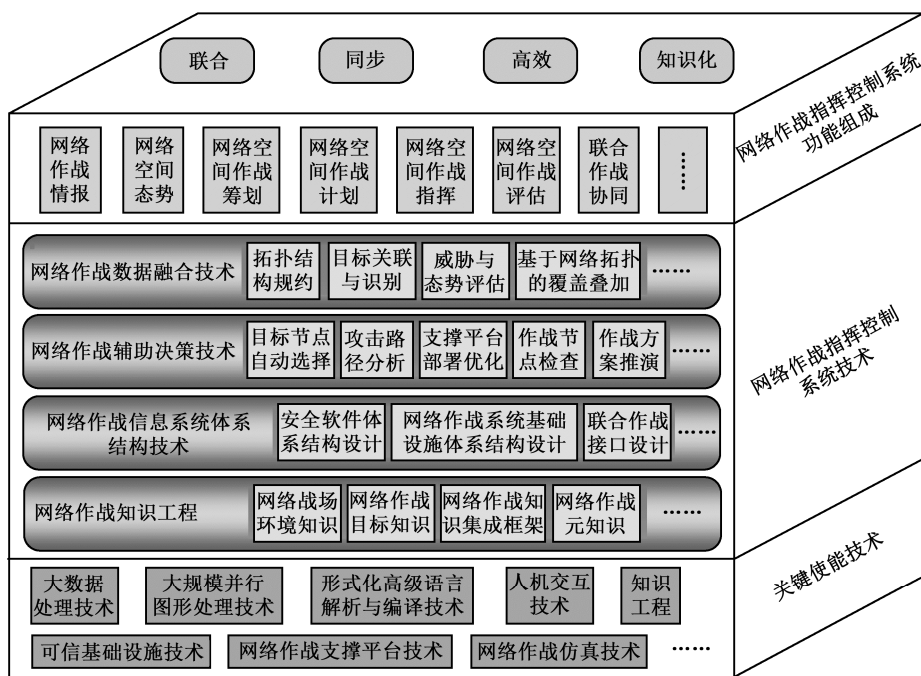 联合
同步
高效
知识化
网络作战指挥控制系统
功能组成
网络
作战
情报
网络
空间
态势
网络空
间作战
筹划
网络空
间作战
计划
网络空
间作战
指挥
网络空
间作战
评估
联合
作战
协同
……
网络作战指挥控制
系统技术
网络作战数据融合技术
拓扑结
构规约
目标关联
与识别
威胁与
态势评估
基于网络拓扑
的覆盖叠加
……
网络作战辅助决策技术
目标节点
自动选择
攻击路
径分析
支撑平台
部署优化
作战节
点检查
作战方
案推演
……
网络作战信息系统体系
结构技术
安全软件体
系结构设计
网络作战系统基础
设施体系结构设计
联合作战
接口设计
……
网络作战知识工程
网络战场
环境知识
网络作战
目标知识
网络作战知
识集成框架
网络作战
元知识
……
关键使能技术
大数据
处理技术
大规模并行
图形处理技术
形式化高级语言
解析与编译技术
人机交互
技术
知识
工程
可信基础设施技术
网络作战支撑平台技术
网络作战仿真技术
……